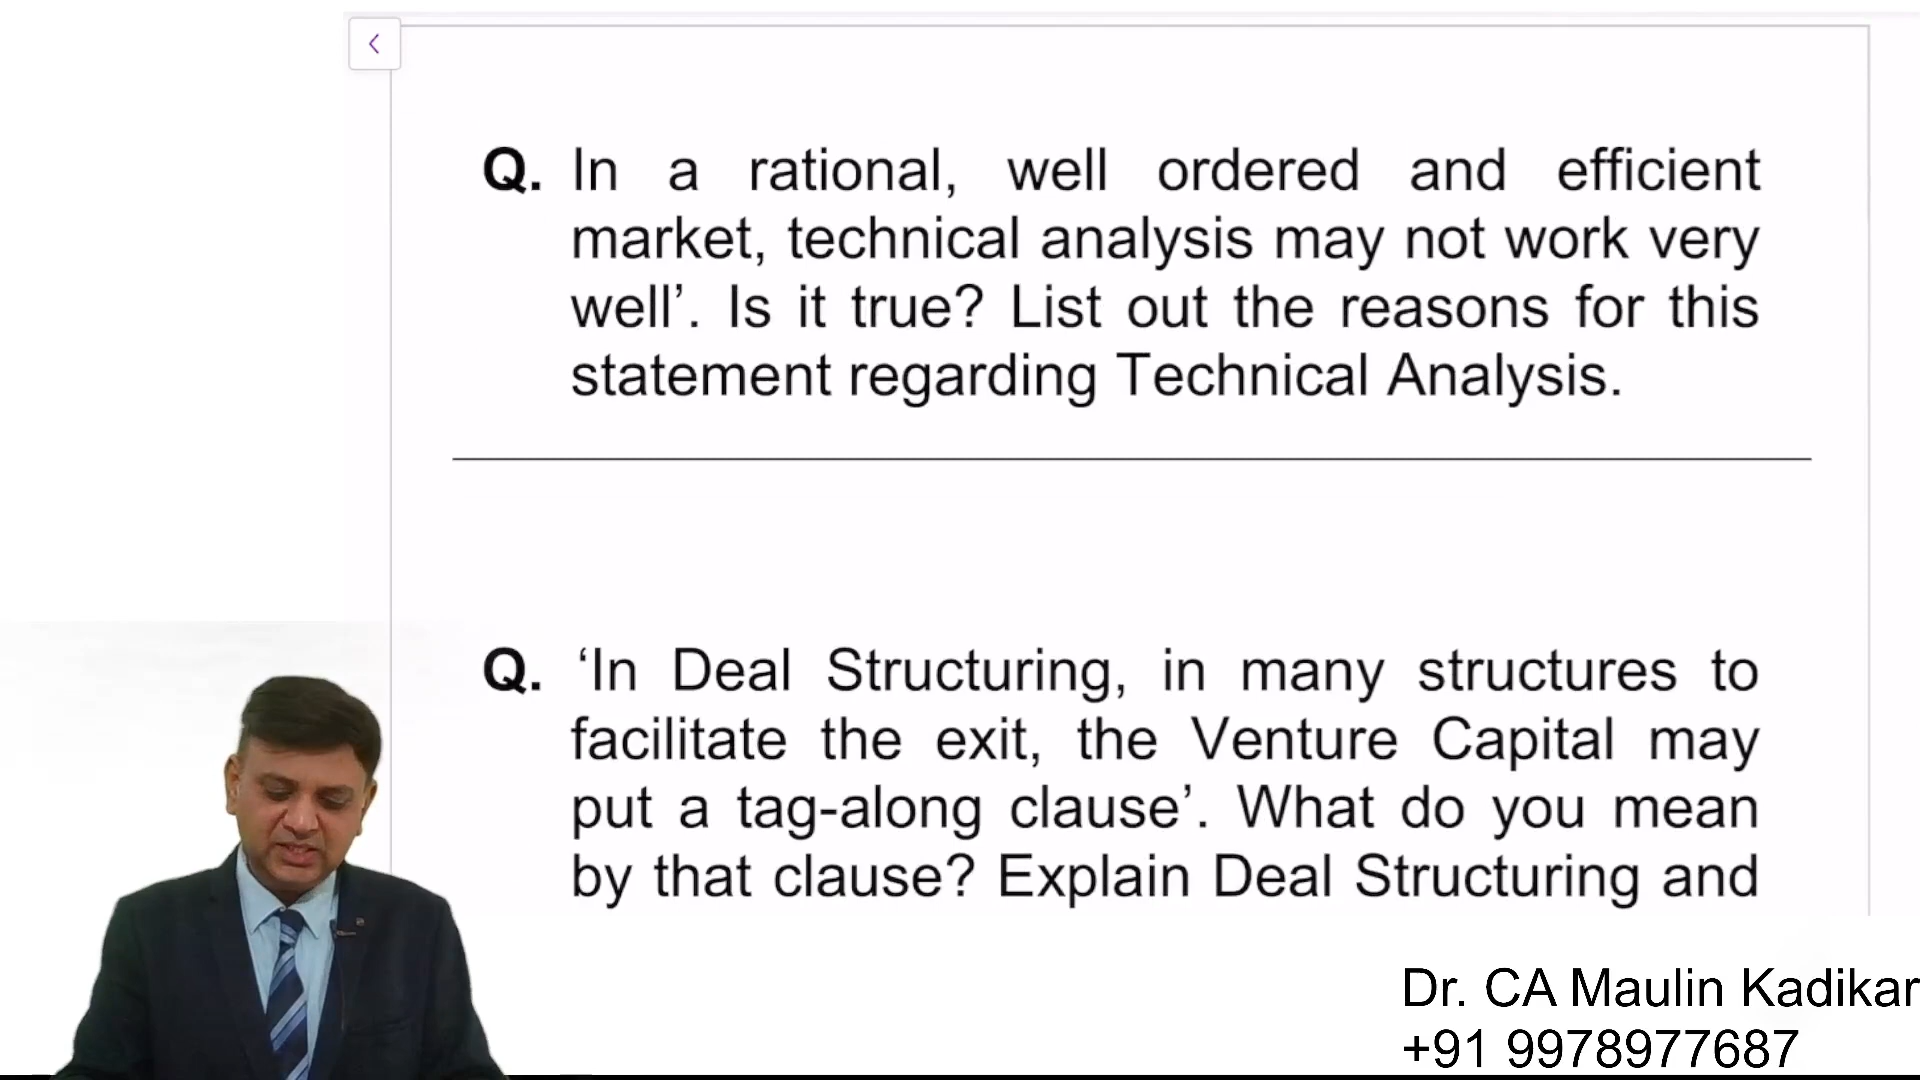 Q. In a rational, well ordered and efficient
market, technical analysis may not work very
well’. Is it true? List out the reasons for this
statement regarding Technical Analysis.
Q. ‘In Deal Structuring, in many structures to
facilitate the exit, the Venture Capital may
put a tag-along clause’. What do you mean
by that clause? Explain Deal Structuring and
Dr. CA Maulin Kadikar
+91 9978977687